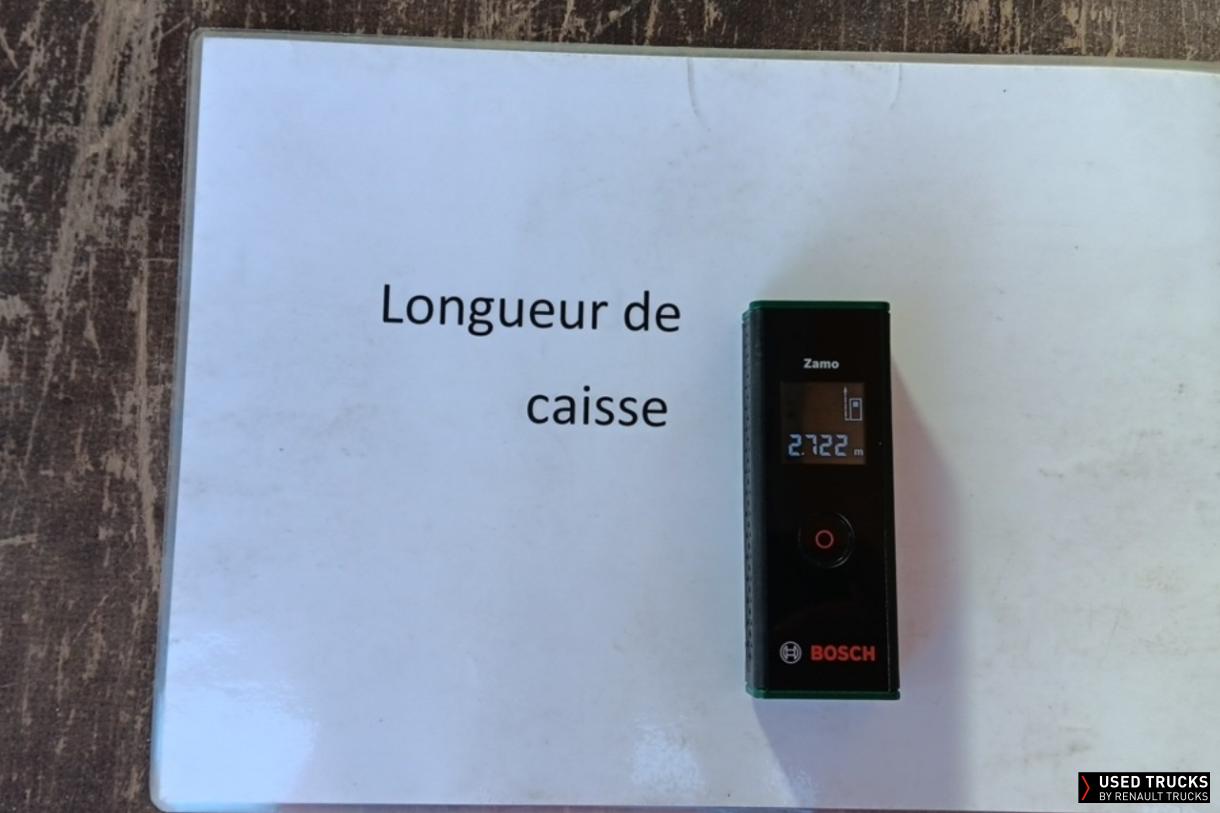 Longueur de
caisse
Zamo
2.722 m
BOSCH
USED TRUCKS
BY RENAULT TRUCKS